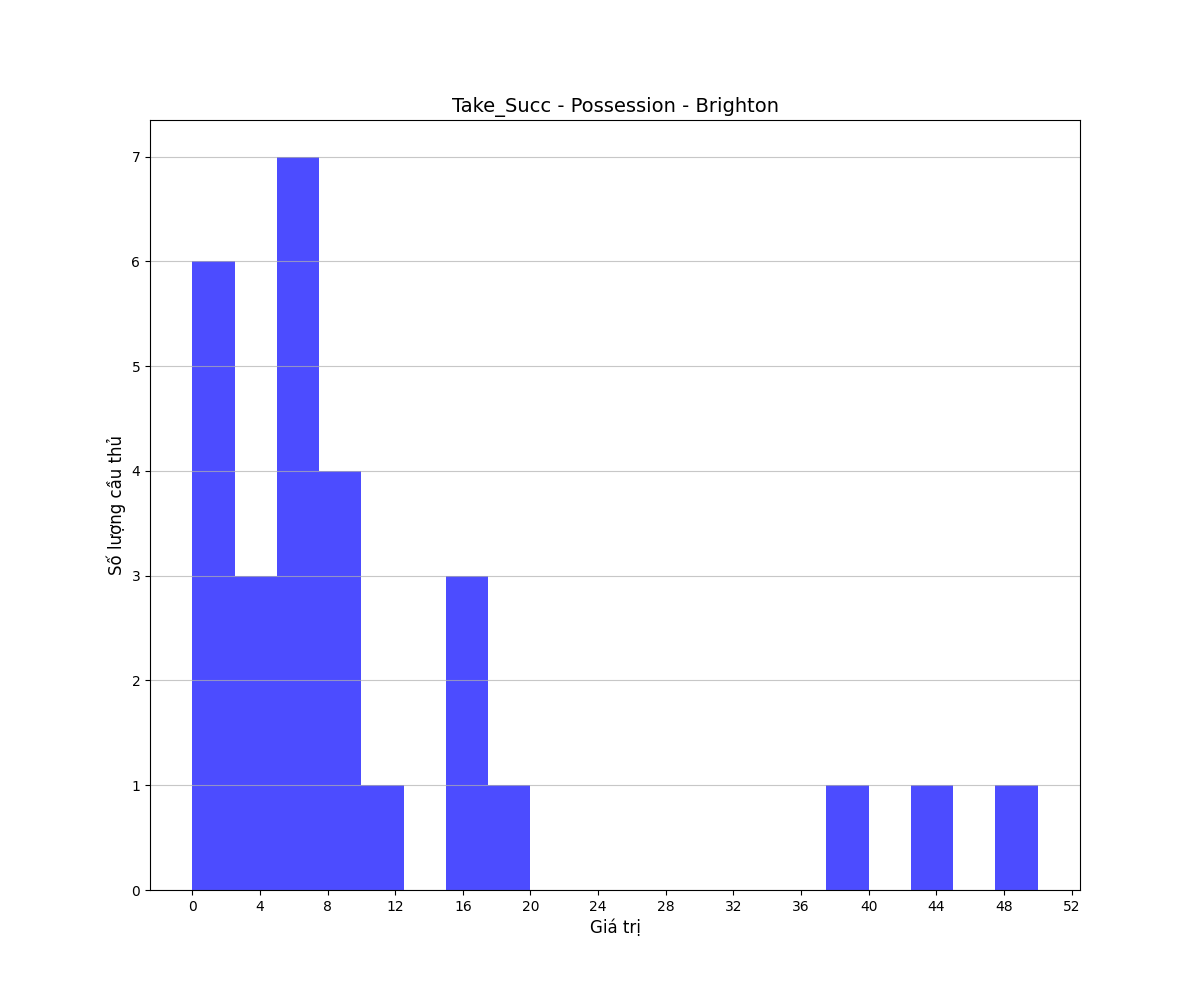 Take_Succ - Possession - Brighton
Số lượng cầu thủ
7
6
5
4
3
2
1
0
0 4 8 12 16 20 24 28 32 36 40 44 48 52
Giá trị